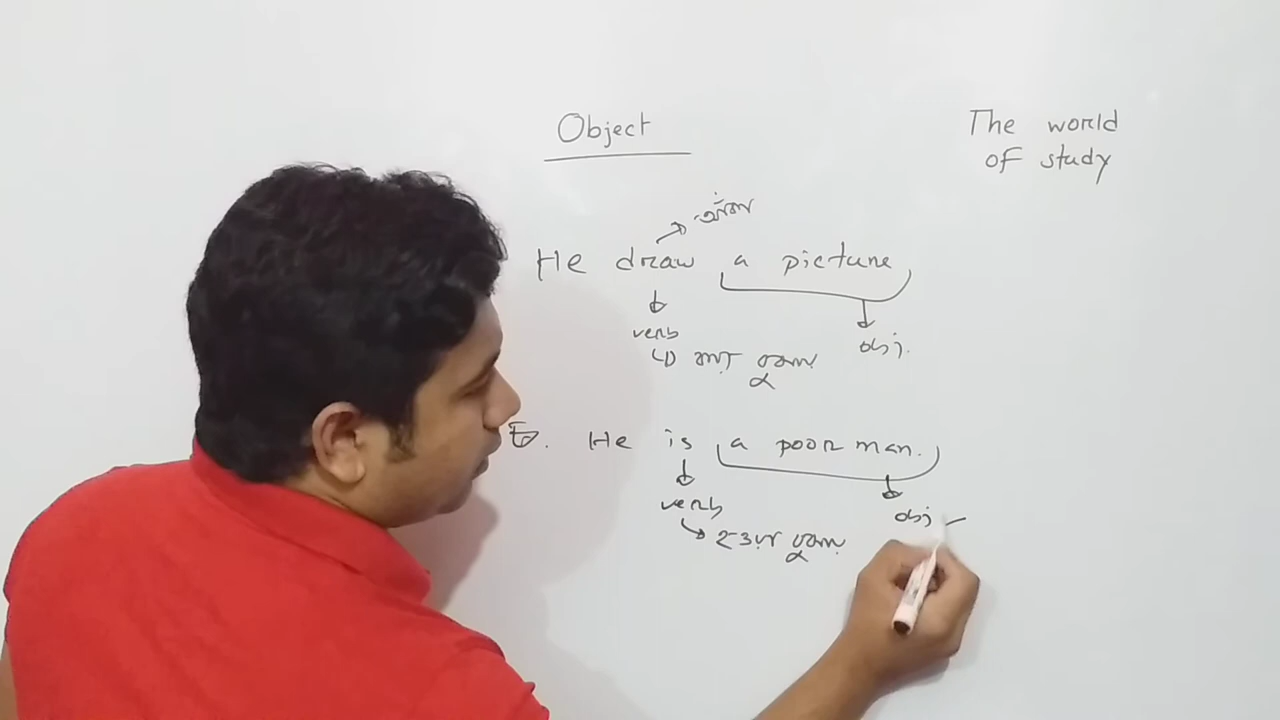 Object
The world
of study
He draw a picture
verb
obj.
He is a poor man.
verb
obj